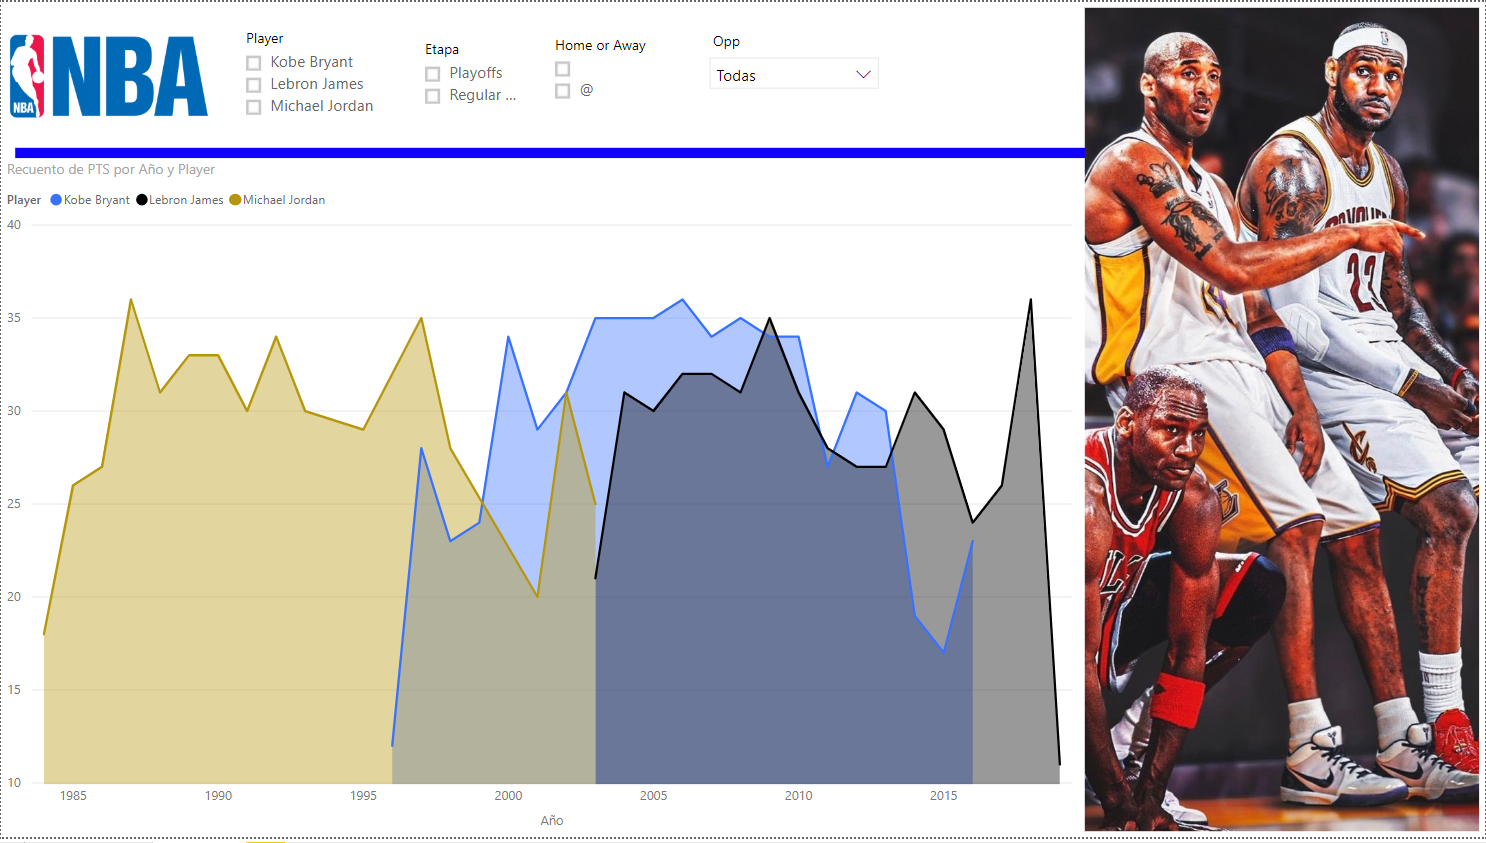 NBA
NBA
Player
Kobe Bryant
Lebron James
Michael Jordan
Etapa
Playoffs
Regular ...
Home or Away
@
Opp
Todas
Recuento de PTS por Año y Player
Player Kobe Bryant Lebron James Michael Jordan
40
35
30
25
20
15
10
1985 1990 1995 2000 2005 2010 2015
Año